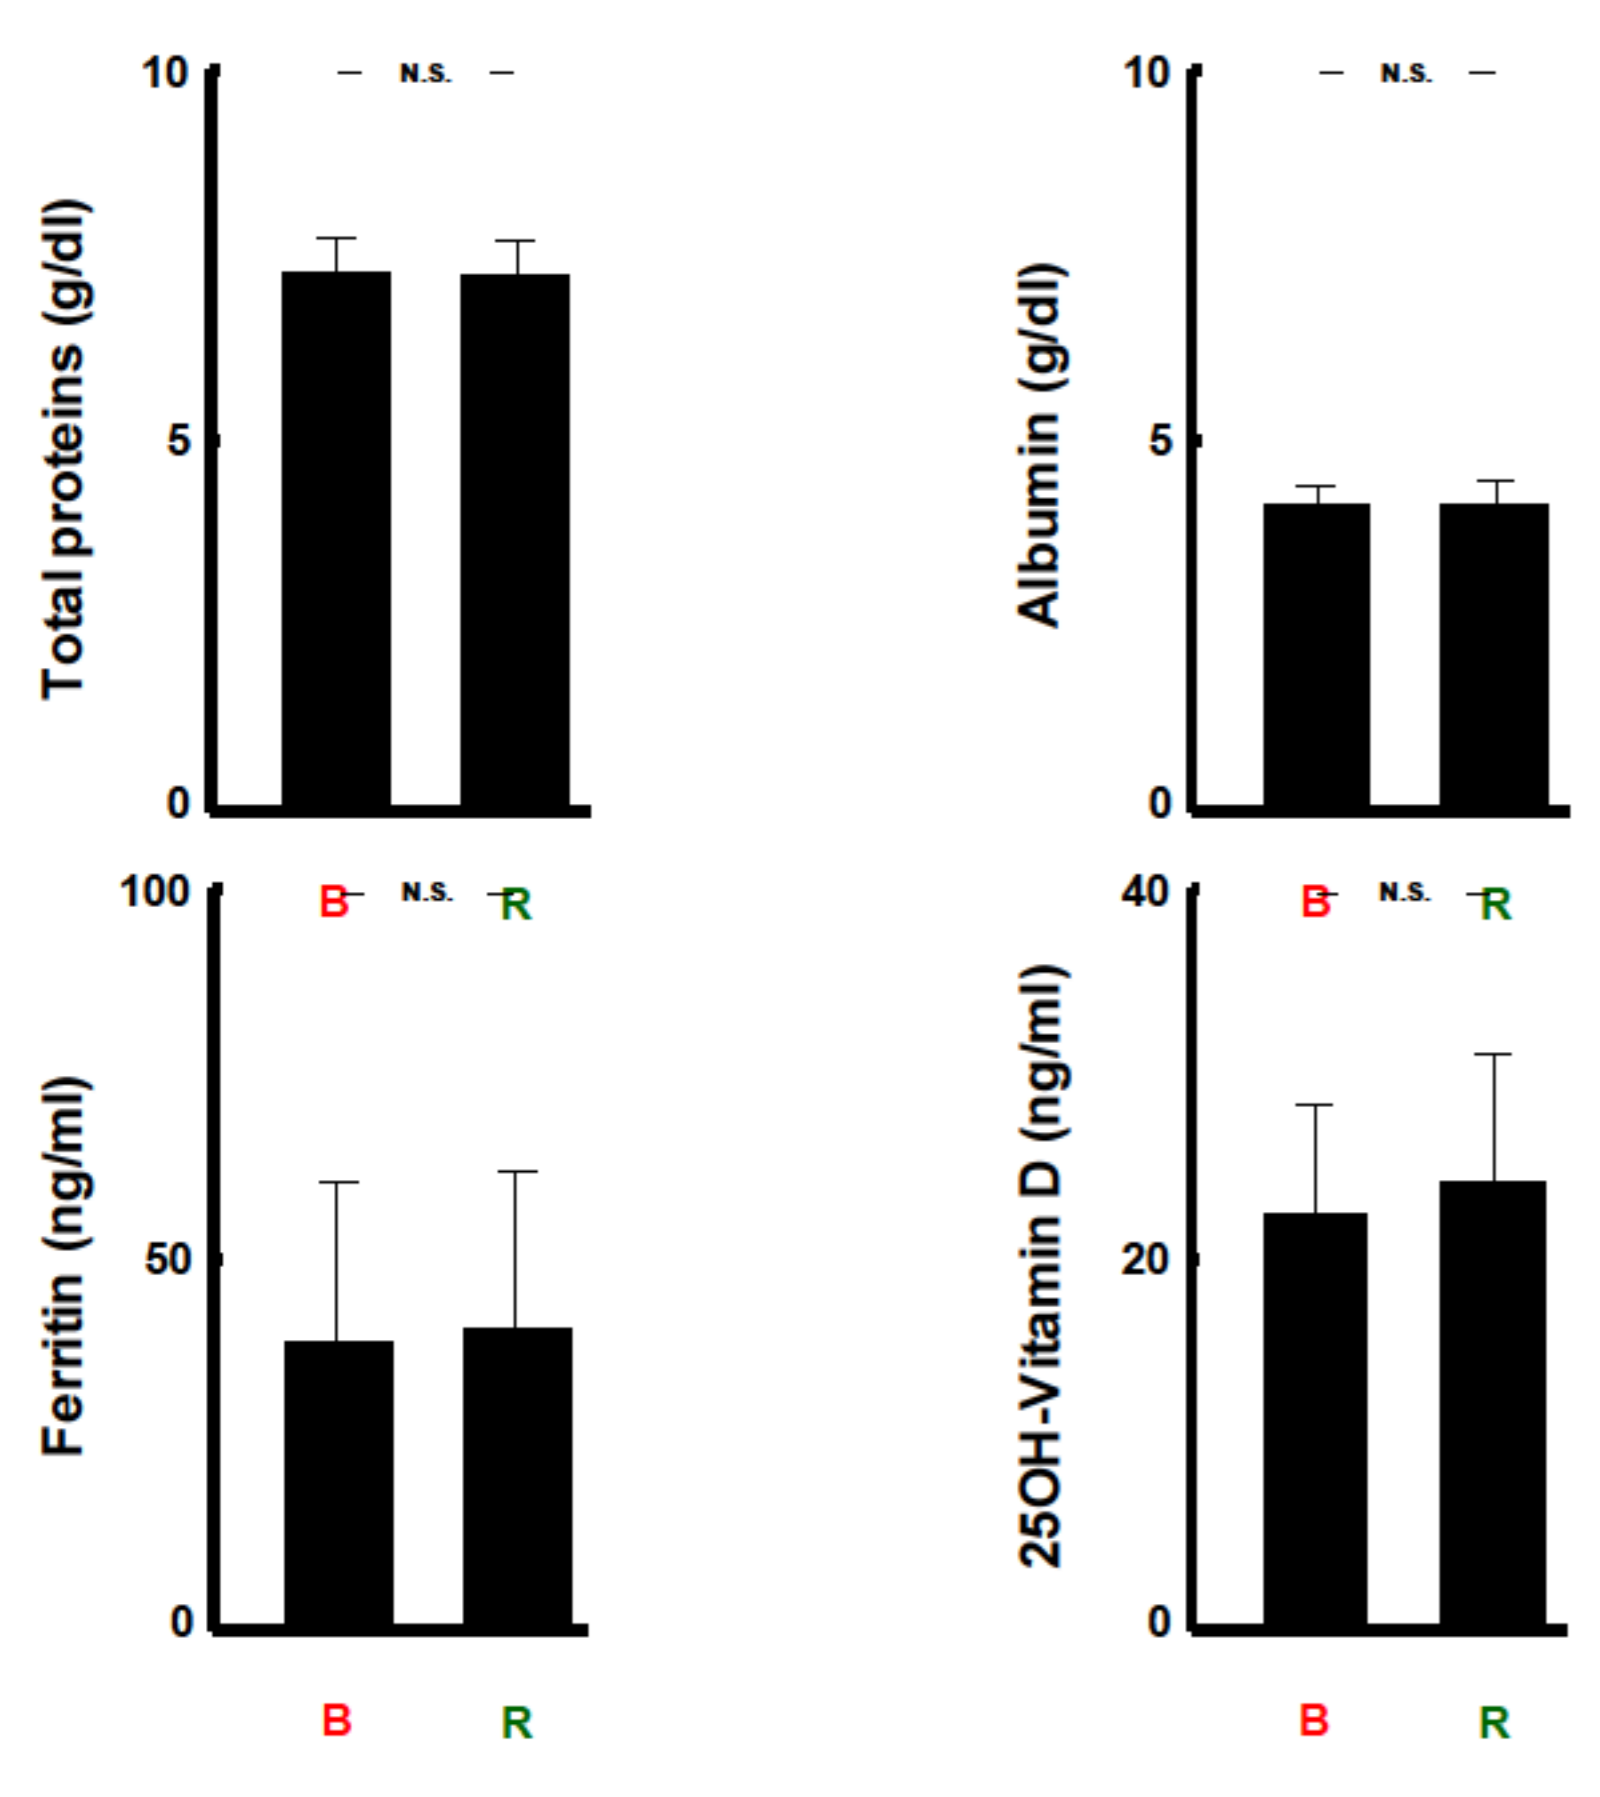 10
N.S.
Total proteins (g/dl)
5
0
B R
10
N.S.
Albumin (g/dl)
5
0
B R
100
N.S.
Ferritin (ng/ml)
50
0
B R
40
N.S.
25OH-Vitamin D (ng/ml)
20
0
B R